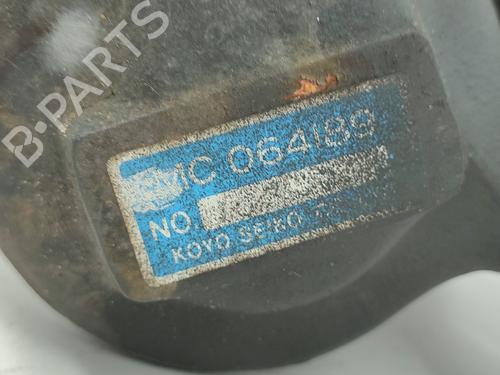 B-PARTS
MC 064189
NO
KOYO SEIKO